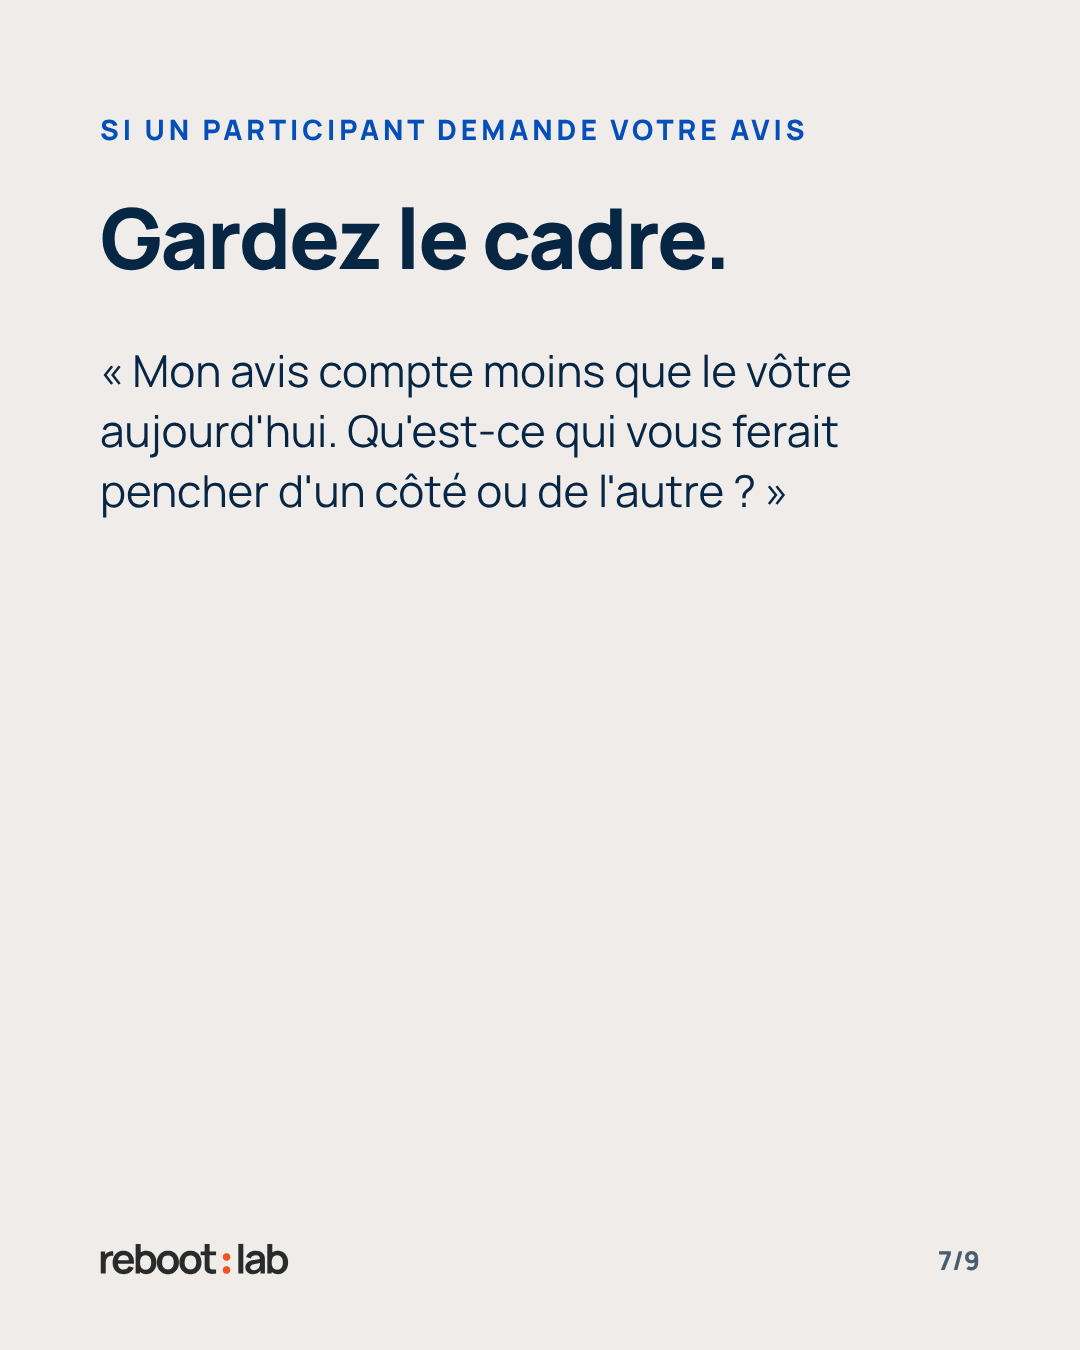 SI UN PARTICIPANT DEMANDE VOTRE AVIS
Gardez le cadre.
« Mon avis compte moins que le vôtre
aujourd'hui. Qu'est-ce qui vous ferait
pencher d'un côté ou de l'autre ? »
reboot:lab
7/9